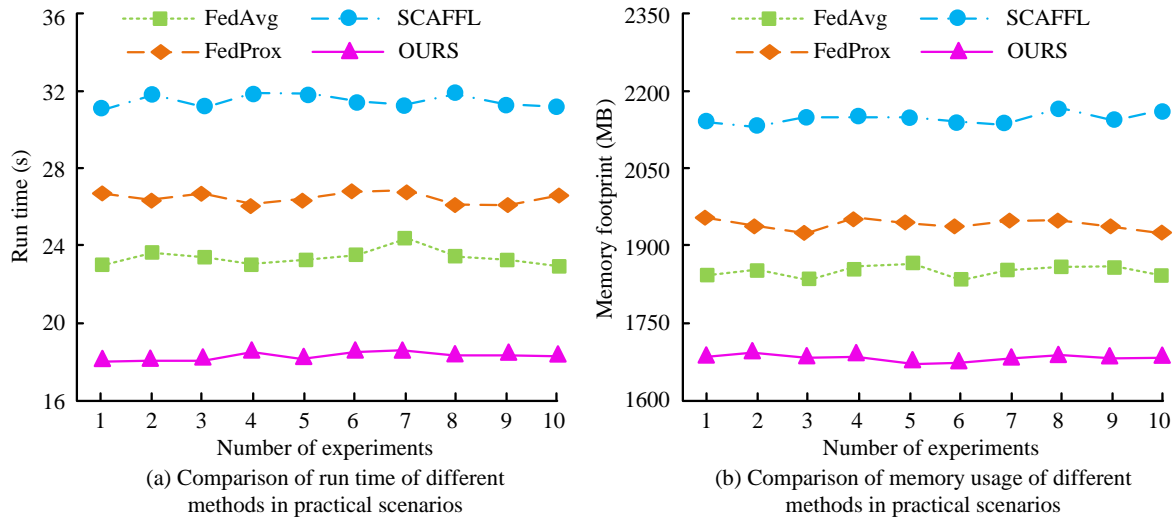 FedAvg
SCAFFL
FedProx
OURS
36
32
28
24
20
16
Run time (s)
1 2 3 4 5 6 7 8 9 10
Number of experiments
(a) Comparison of run time of different
methods in practical scenarios
FedAvg
SCAFFL
FedProx
OURS
2350
2200
2050
1900
1750
1600
Memory footprint (MB)
1 2 3 4 5 6 7 8 9 10
Number of experiments
(b) Comparison of memory usage of different
methods in practical scenarios